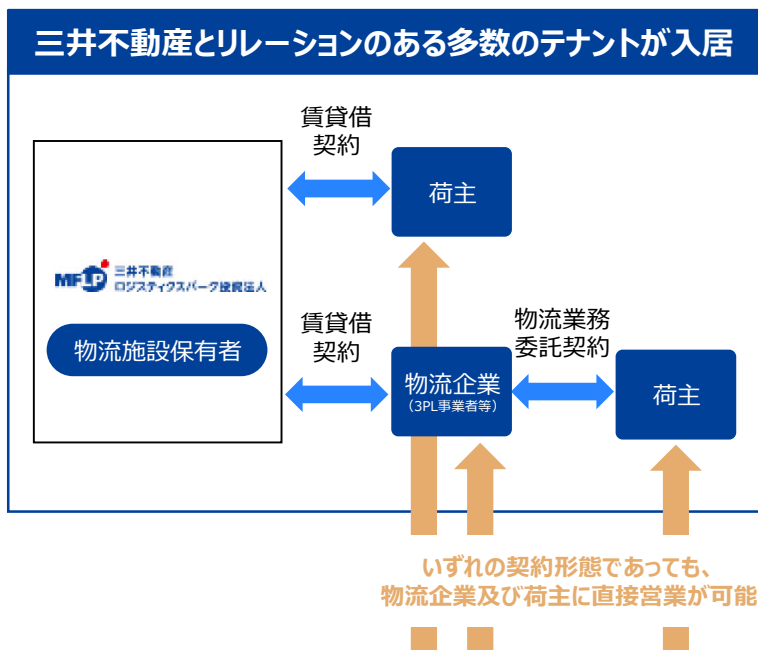 三井不動産とリレーションのある多数のテナントが入居
賃貸借
契約
荷主
MFLP
三井不動産
ロジスティクスパーク投資法人
物流施設保有者
賃貸借
契約
物流企業
（3PL事業者等）
物流業務
委託契約
荷主
いずれの契約形態であっても、
物流企業及び荷主に直接営業が可能